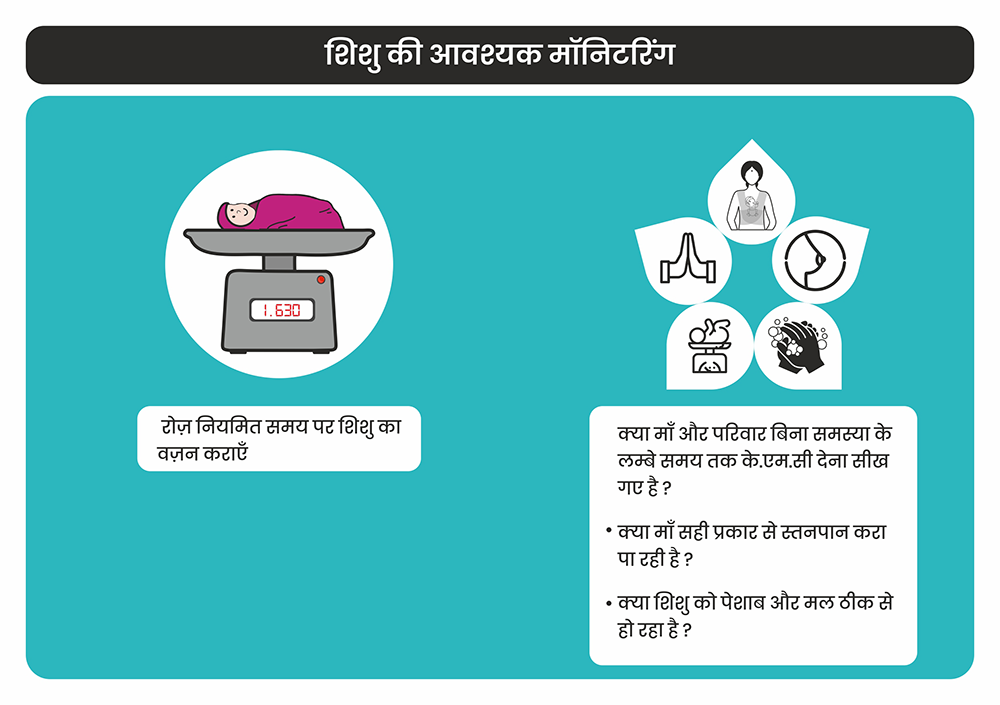 शिशु की आवश्यक मॉनिटरिंग
1.630
रोज़ नियमित समय पर शिशु का
वज़न कराएँ
क्या माँ और परिवार बिना समस्या के
लम्बे समय तक के.एम.सी देना सीख
गए है ?
• क्या माँ सही प्रकार से स्तनपान करा
पा रही है ?
• क्या शिशु को पेशाब और मल ठीक से
हो रहा है ?